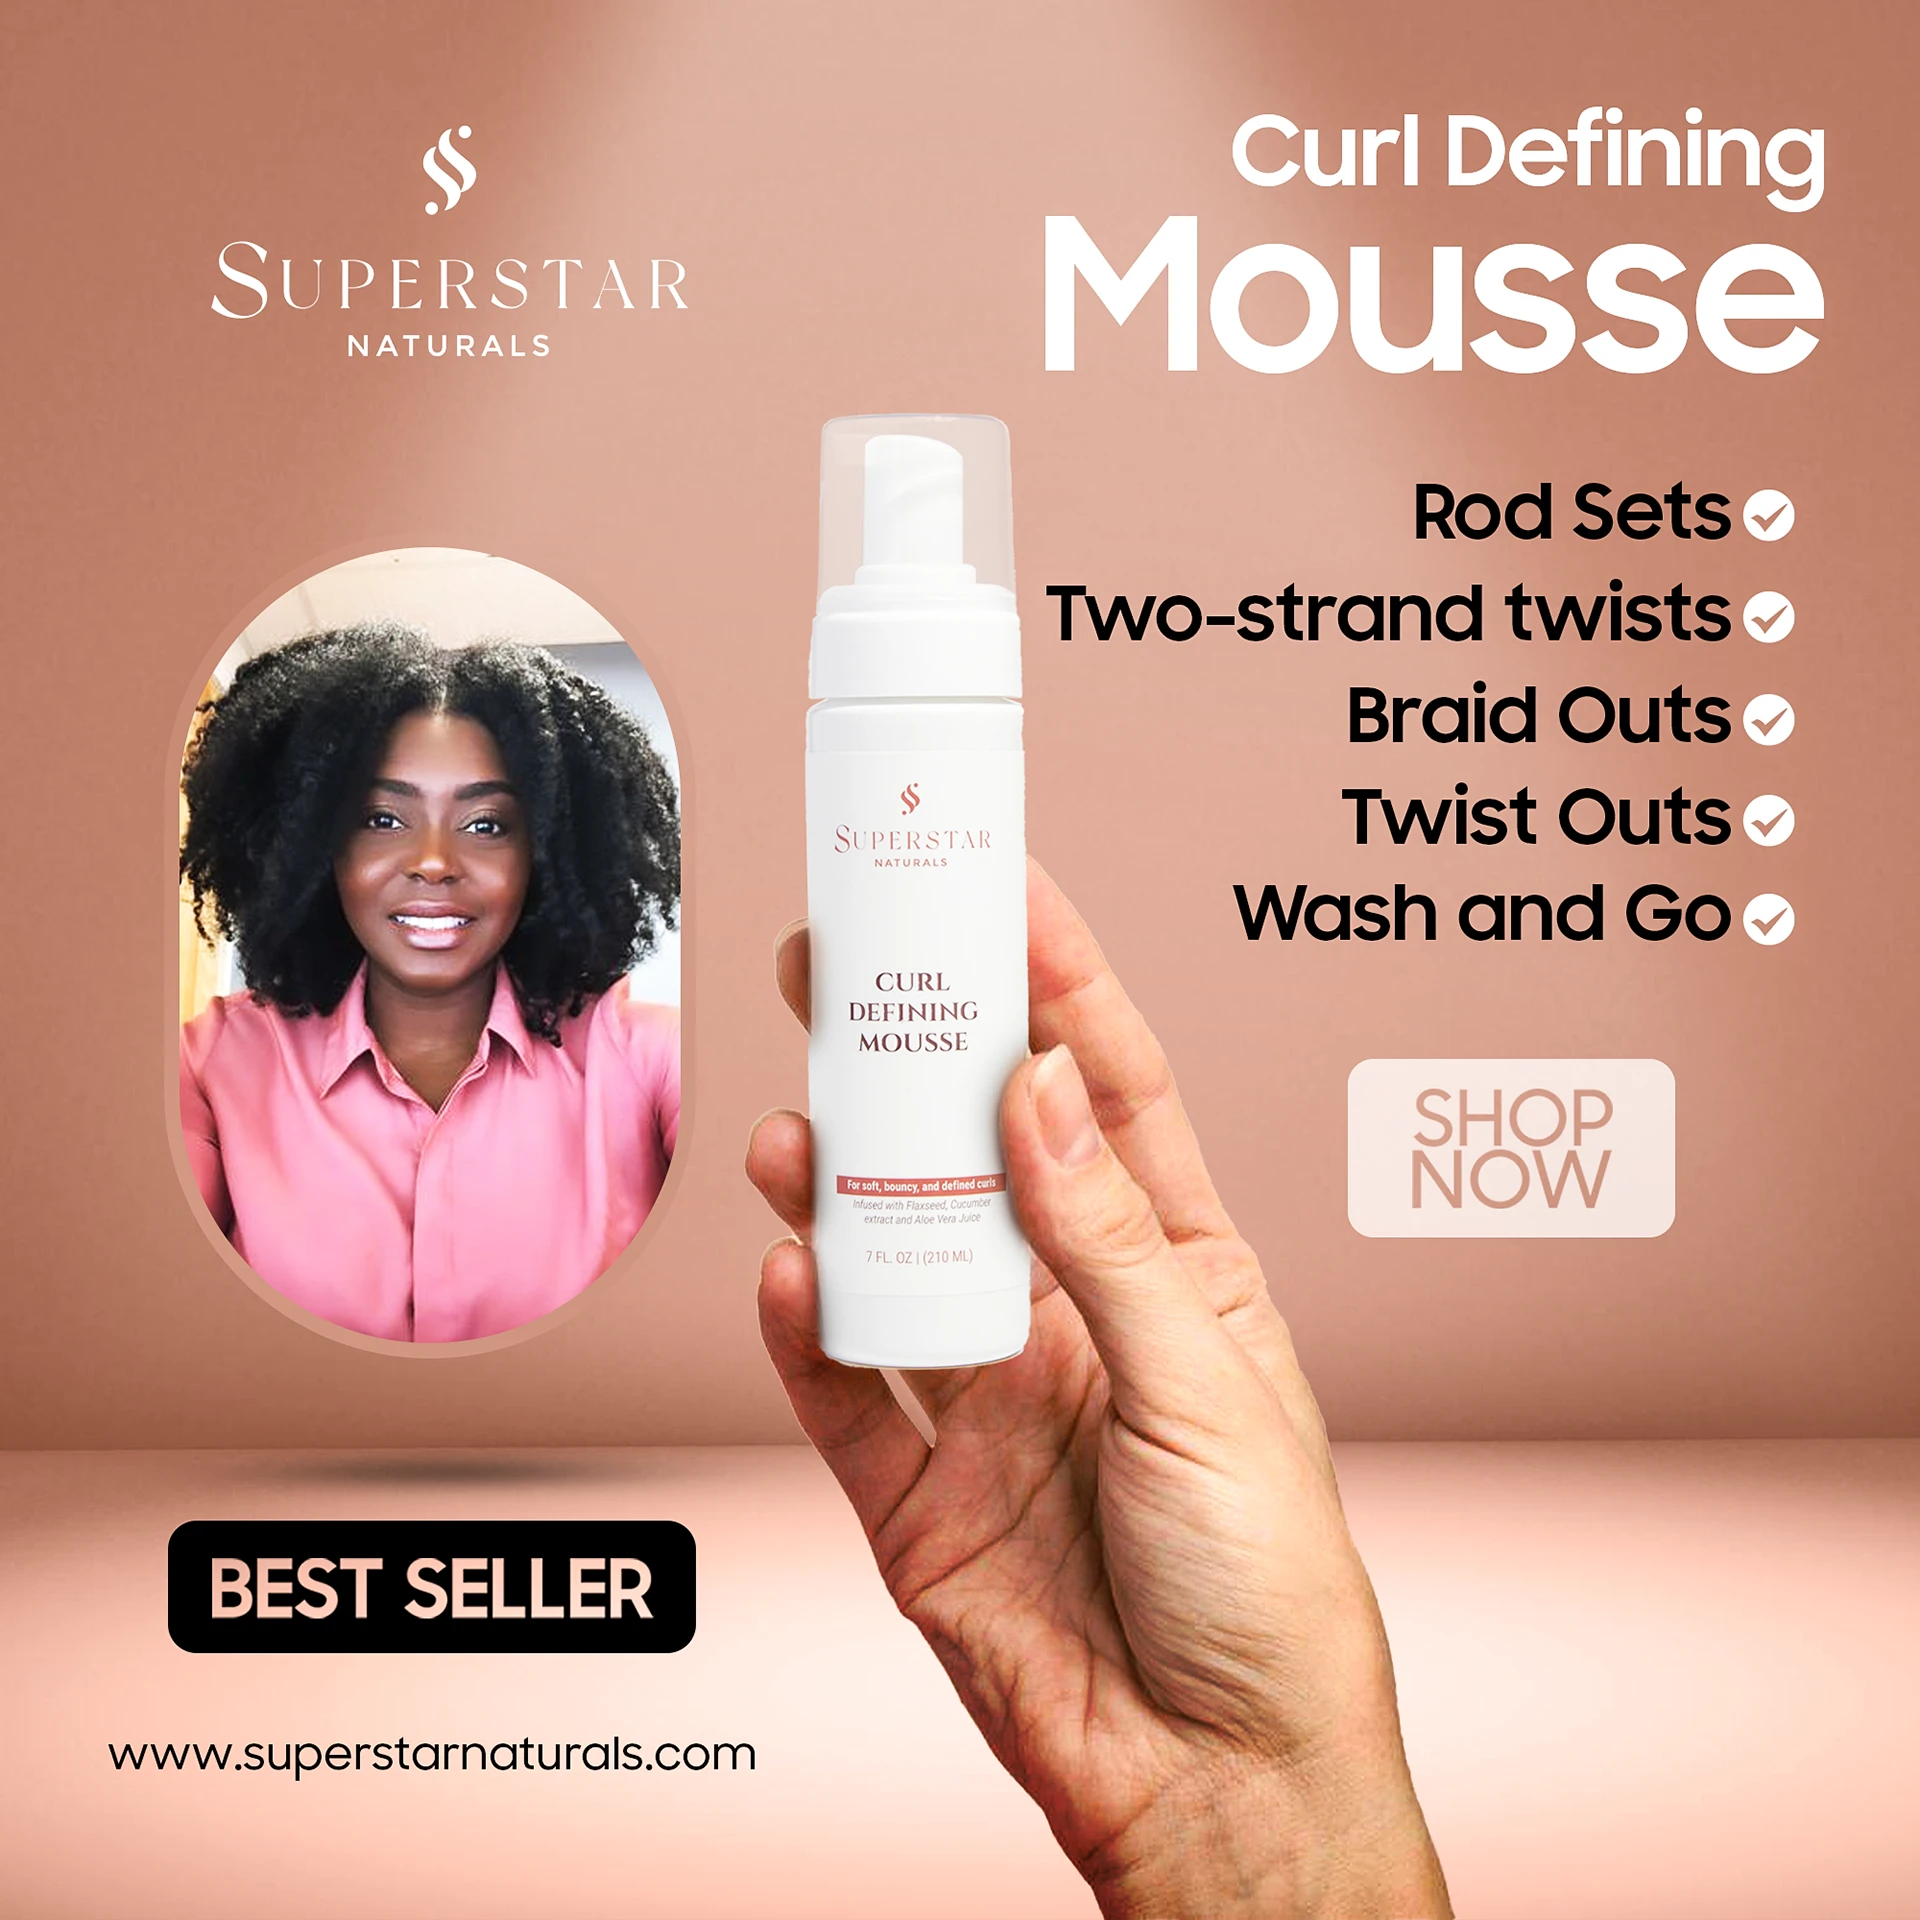 SUPERSTAR
NATURALS
Curl Defining
Mousse
Rod Sets
Two-strand twists
Braid Outs
Twist Outs
Wash and Go
SHOP
NOW
SUPERSTAR
NATURALS
CURL
DEFINING
MOUSSE
For soft, bouncy, and defined curls
Infused with Flaxseed, Cucumber
extract and Aloe Vera Juice
7 FL. OZ | (210 ML)
BEST SELLER
www.superstarnaturals.com